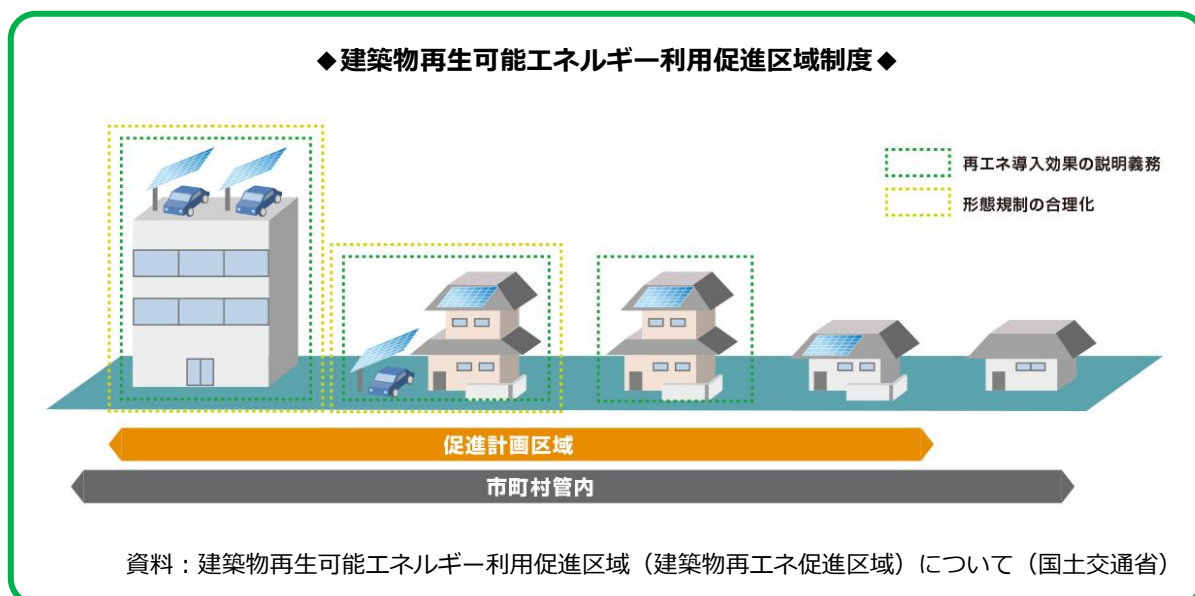 ◆建築物再生可能エネルギー利用促進区域制度◆
再エネ導入効果の説明義務
形態規制の合理化
促進計画区域
市町村管内
資料：建築物再生可能エネルギー利用促進区域（建築物再エネ促進区域）について（国土交通省）